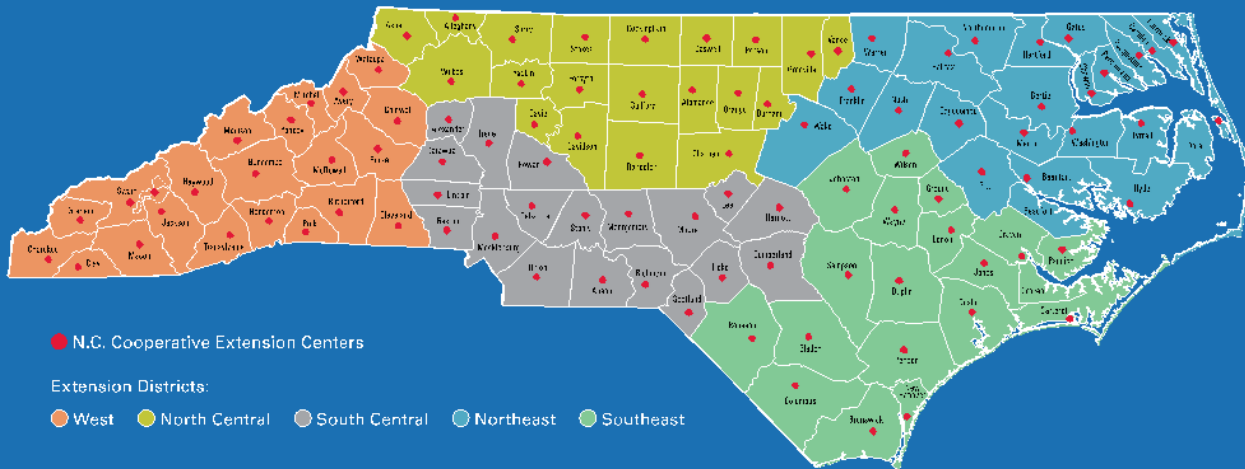 Ashe
Alleghany
Surry
Stokes
Rockingham
Caswell
Person
Granville
Vance
Warren
Northampton
Gates
Hertford
Halifax
Watauga
Wilkes
Yadkin
Forsyth
Guilford
Alamance
Orange
Durham
Franklin
Nash
Edgecombe
Bertie
Mitchell
Avery
Caldwell
Alexander
Iredell
Davie
Davidson
Randolph
Chatham
Wake
Martin
Washington
Tyrrell
Dare
Madison
Yancey
Burke
McDowell
Catawba
Rowan
Wilson
Johnston
Greene
Pitt
Beaufort
Hyde
Swain
Haywood
Buncombe
Lincoln
Lee
Harnett
Wayne
Lenoir
Craven
Pamlico
Graham
Jackson
Henderson
Polk
Rutherford
Cleveland
Gaston
Mecklenburg
Cabarrus
Stanly
Montgomery
Moore
Cherokee
Clay
Macon
Transylvania
Union
Anson
Richmond
Hoke
Cumberland
Sampson
Duplin
Jones
Carteret
Scotland
Robeson
Bladen
Pender
Onslow
Columbus
Brunswick
N.C. Cooperative Extension Centers
Extension Districts:
West North Central South Central Northeast Southeast